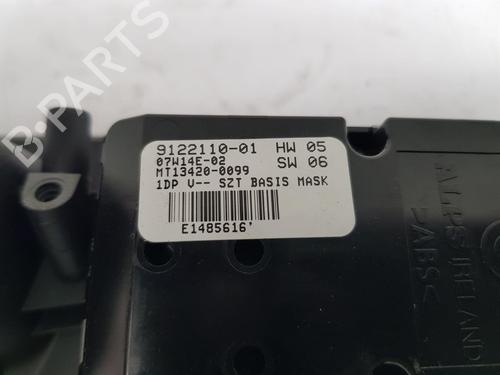 9122110-01 HW 05
07W14E-02 SW 06
MT13420-0099
1DP V-- SZT BASIS MASK
E1485616'
ALPS IRELAND
>ABS<
B-PARTS